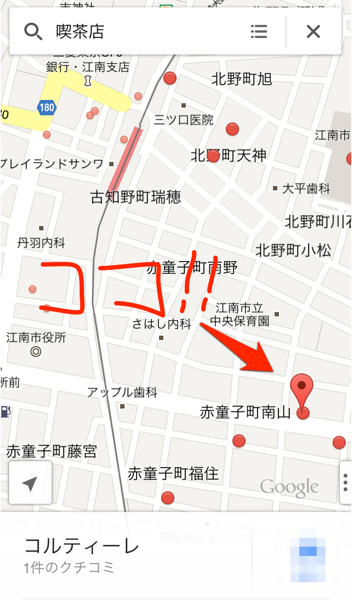 喫茶店
銀行・江南支店
北野町旭
180
三ツ口医院
江南市
北野町天神
プレイランドサンワ
大平歯科
古知野町瑞穂
北野町川石
丹羽内科
北野町小松
赤童子町南野
ココ!!
江南市立
中央保育園
さはし内科
江南市役所
所前
アップル歯科
赤童子町南山
赤童子町藤宮
赤童子町福住
Google
コルティーレ
1件のクチコミ